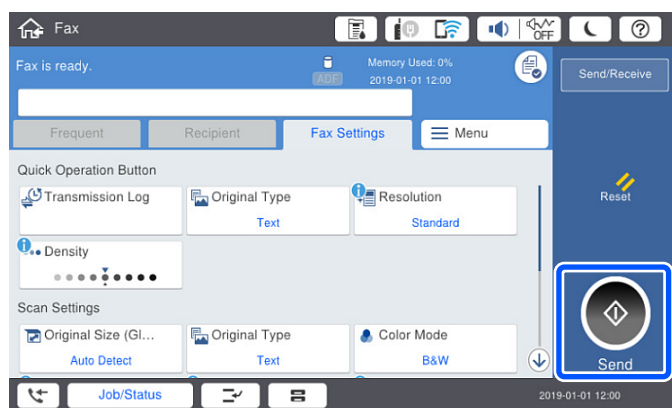 Fax
OFF
Fax is ready.
ADF
Memory Used: 0%
2019-01-01 12:00
Send/Receive
Frequent
Recipient
Fax Settings
Menu
Quick Operation Button
Transmission Log
Original Type
Text
Resolution
Standard
Reset
Density
Scan Settings
Original Size (Gl...
Auto Detect
Original Type
Text
Color Mode
B&W
Send
Job/Status
2019-01-01 12:00